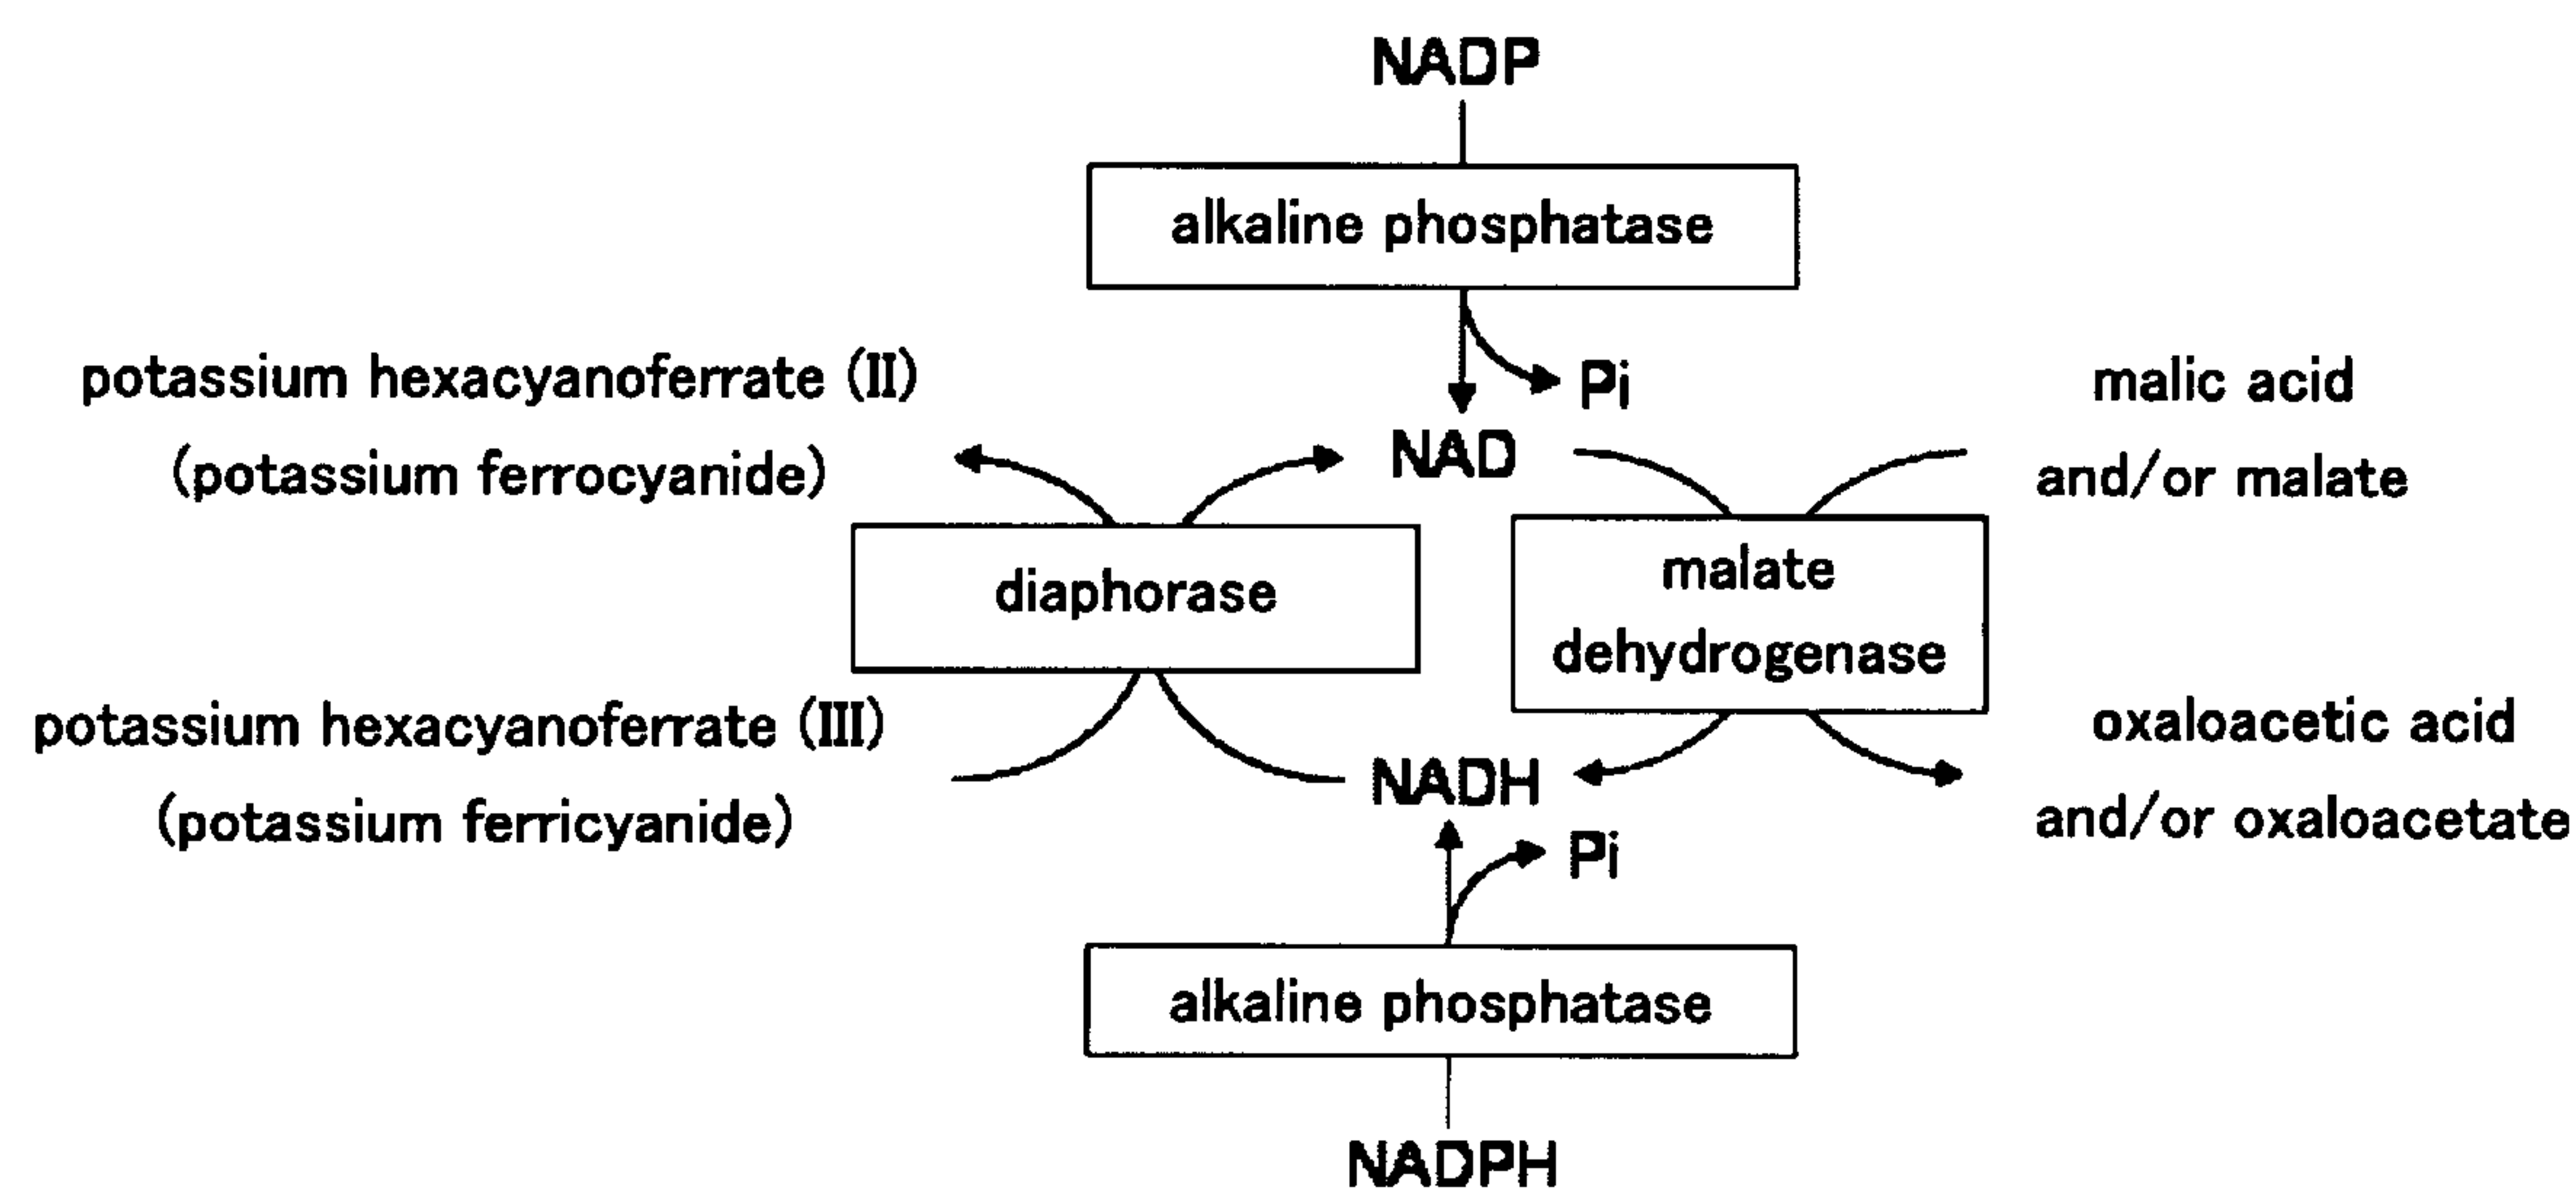 NADP
alkaline phosphatase
Pi
potassium hexacyanoferrate (II)
(potassium ferrocyanide)
NAD
malic acid
and/or malate
diaphorase
malate
dehydrogenase
potassium hexacyanoferrate (III)
(potassium ferricyanide)
NADH
oxaloacetic acid
and/or oxaloacetate
Pi
alkaline phosphatase
NADPH